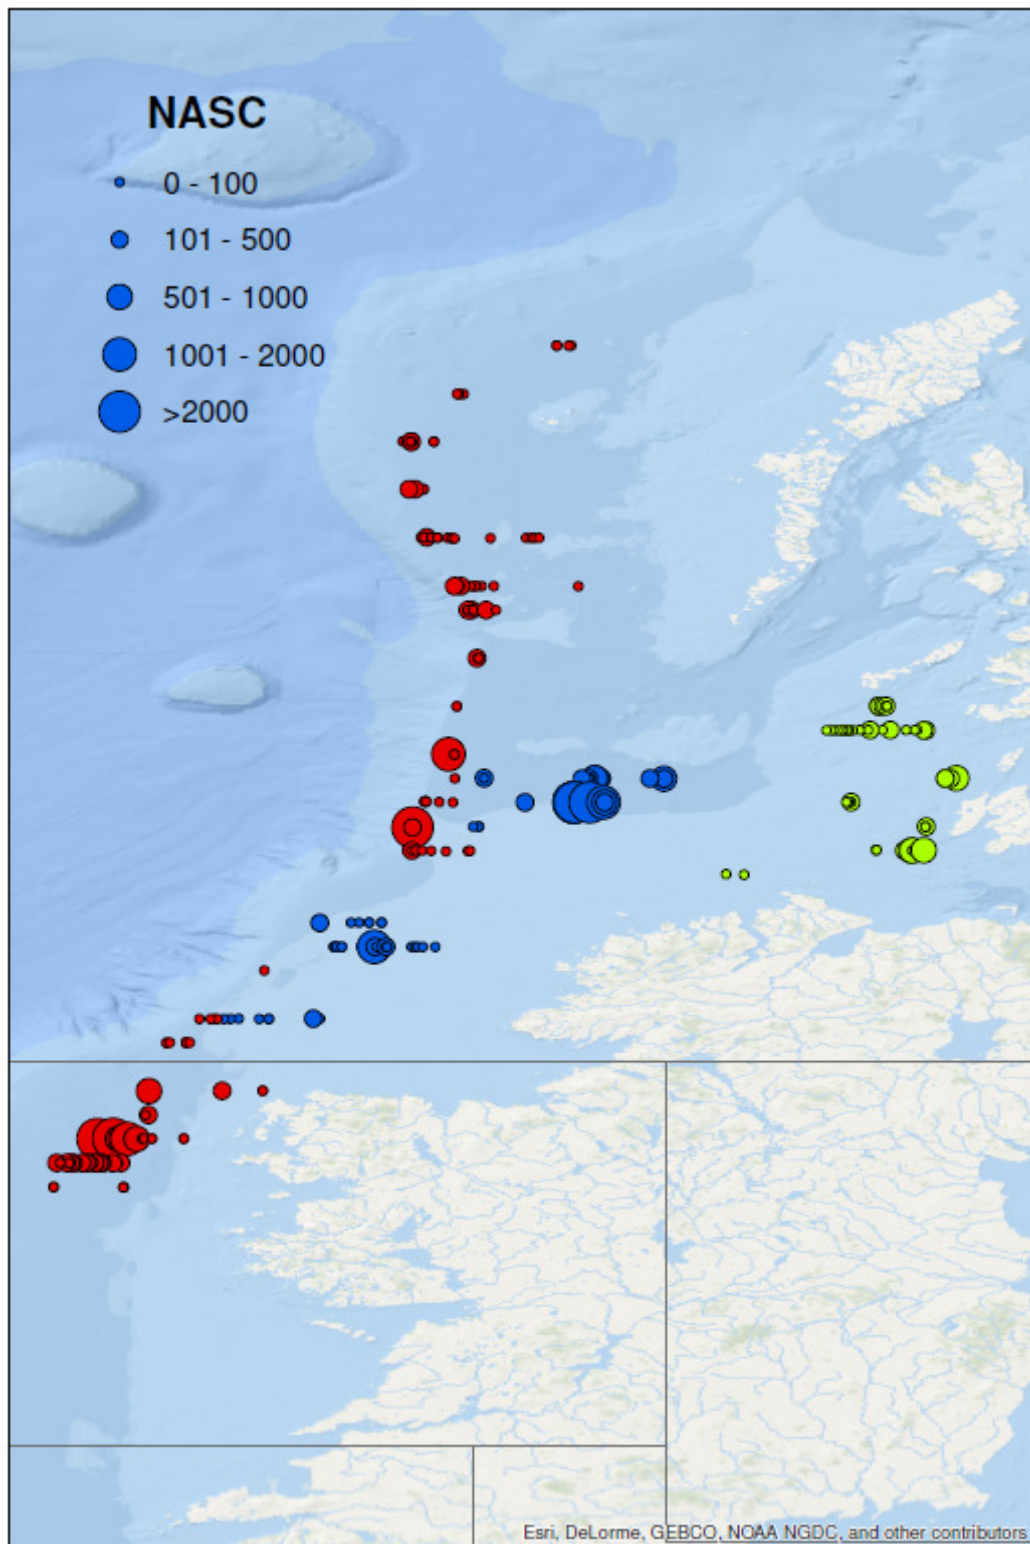 NASC
0 - 100
101 - 500
501 - 1000
1001 - 2000
>2000
Esri, DeLorme, GEBCO, NOAA NGDC, and other contributors